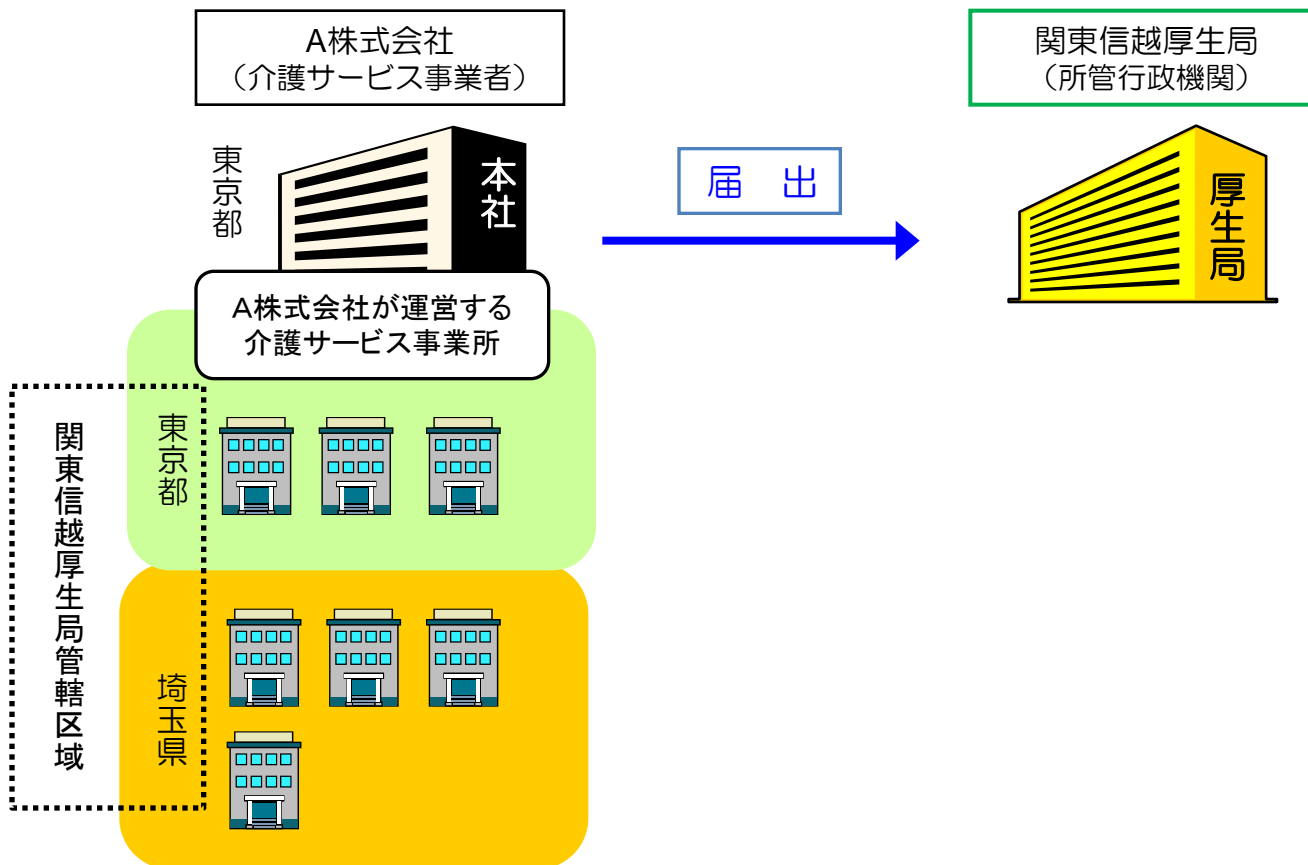 A株式会社
（介護サービス事業者）
関東信越厚生局
（所管行政機関）
東京都
本社
届　出
厚生局
A株式会社が運営する
介護サービス事業所
関東信越厚生局管轄区域
東京都
埼玉県